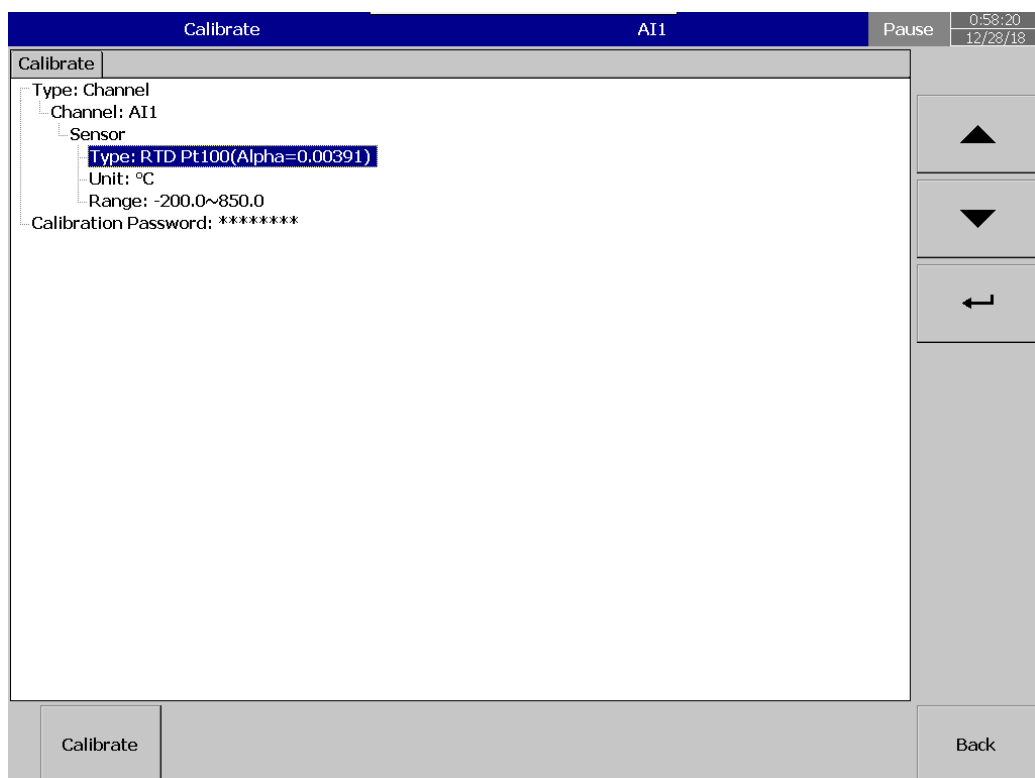 Calibrate AI1 Pause 0:58:20
12/28/18
Calibrate
Type: Channel
Channel: AI1
Sensor
Type: RTD Pt100(Alpha=0.00391)
Unit: °C
Range: -200.0~850.0
Calibration Password: ********
Calibrate Back